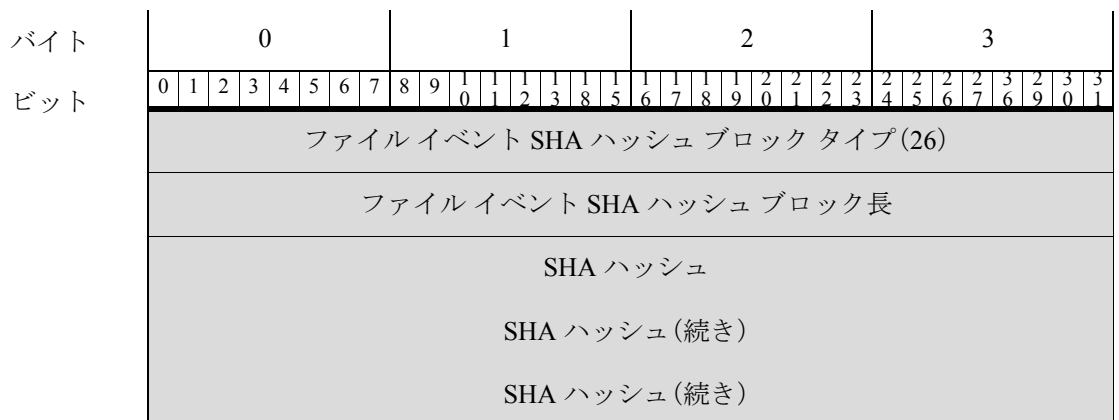 バイト 0 1 2 3
ビット 0 1 2 3 4 5 6 7 8 9 10 11 12 13 18 15 16 17 18 19 20 21 22 23 24 25 26 27 36 29 30 31
ファイル イベント SHA ハッシュ ブロック タイプ(26)
ファイル イベント SHA ハッシュ ブロック長
SHA ハッシュ
SHA ハッシュ(続き)
SHA ハッシュ(続き)